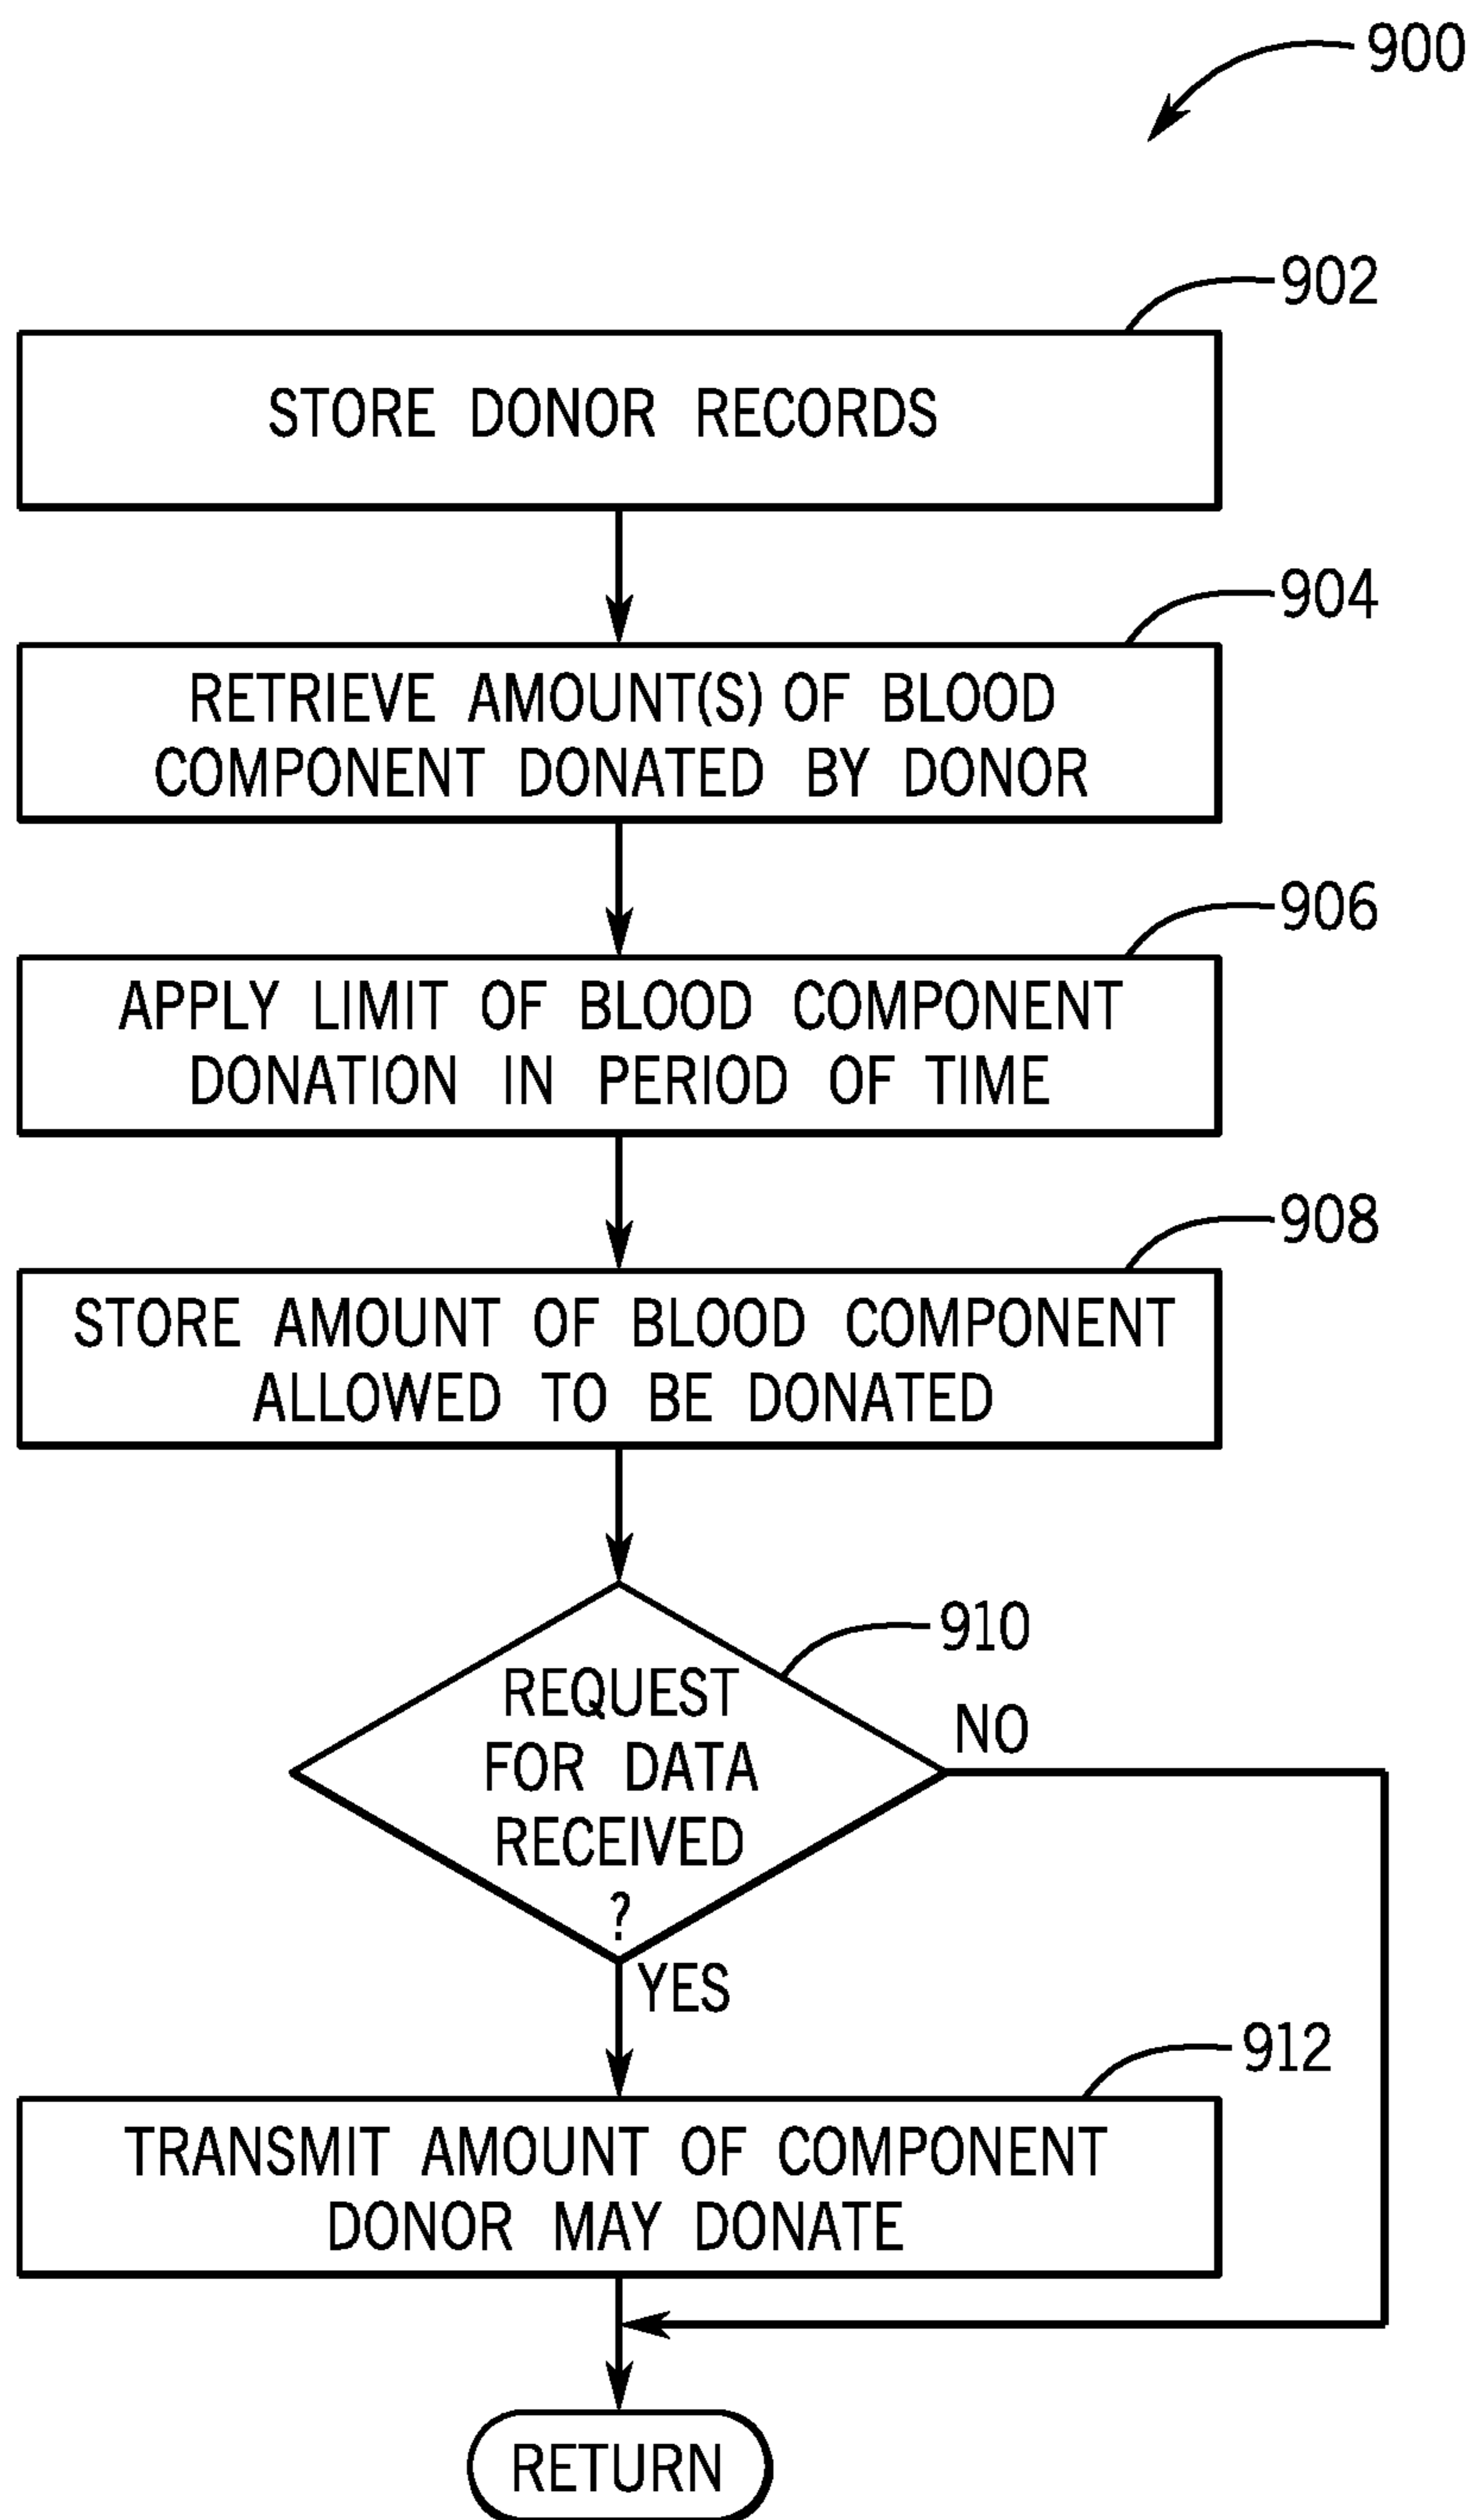 900
902
STORE DONOR RECORDS
904
RETRIEVE AMOUNT(S) OF BLOOD
COMPONENT DONATED BY DONOR
906
APPLY LIMIT OF BLOOD COMPONENT
DONATION IN PERIOD OF TIME
908
STORE AMOUNT OF BLOOD COMPONENT
ALLOWED TO BE DONATED
910
REQUEST
FOR DATA
RECEIVED
?
NO
YES
912
TRANSMIT AMOUNT OF COMPONENT
DONOR MAY DONATE
RETURN